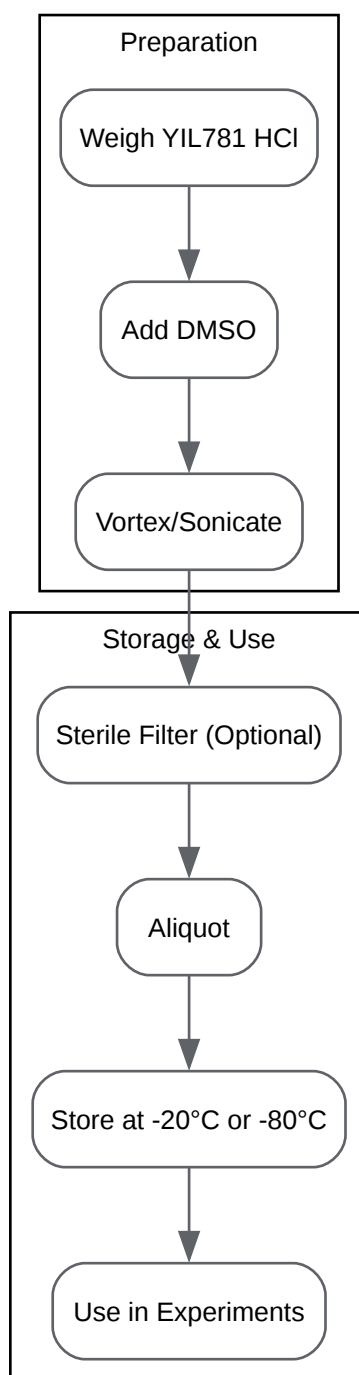 Preparation
Weigh YIL781 HCl
Add DMSO
Vortex/Sonicate
Storage & Use
Sterile Filter (Optional)
Aliquot
Store at -20°C or -80°C
Use in Experiments